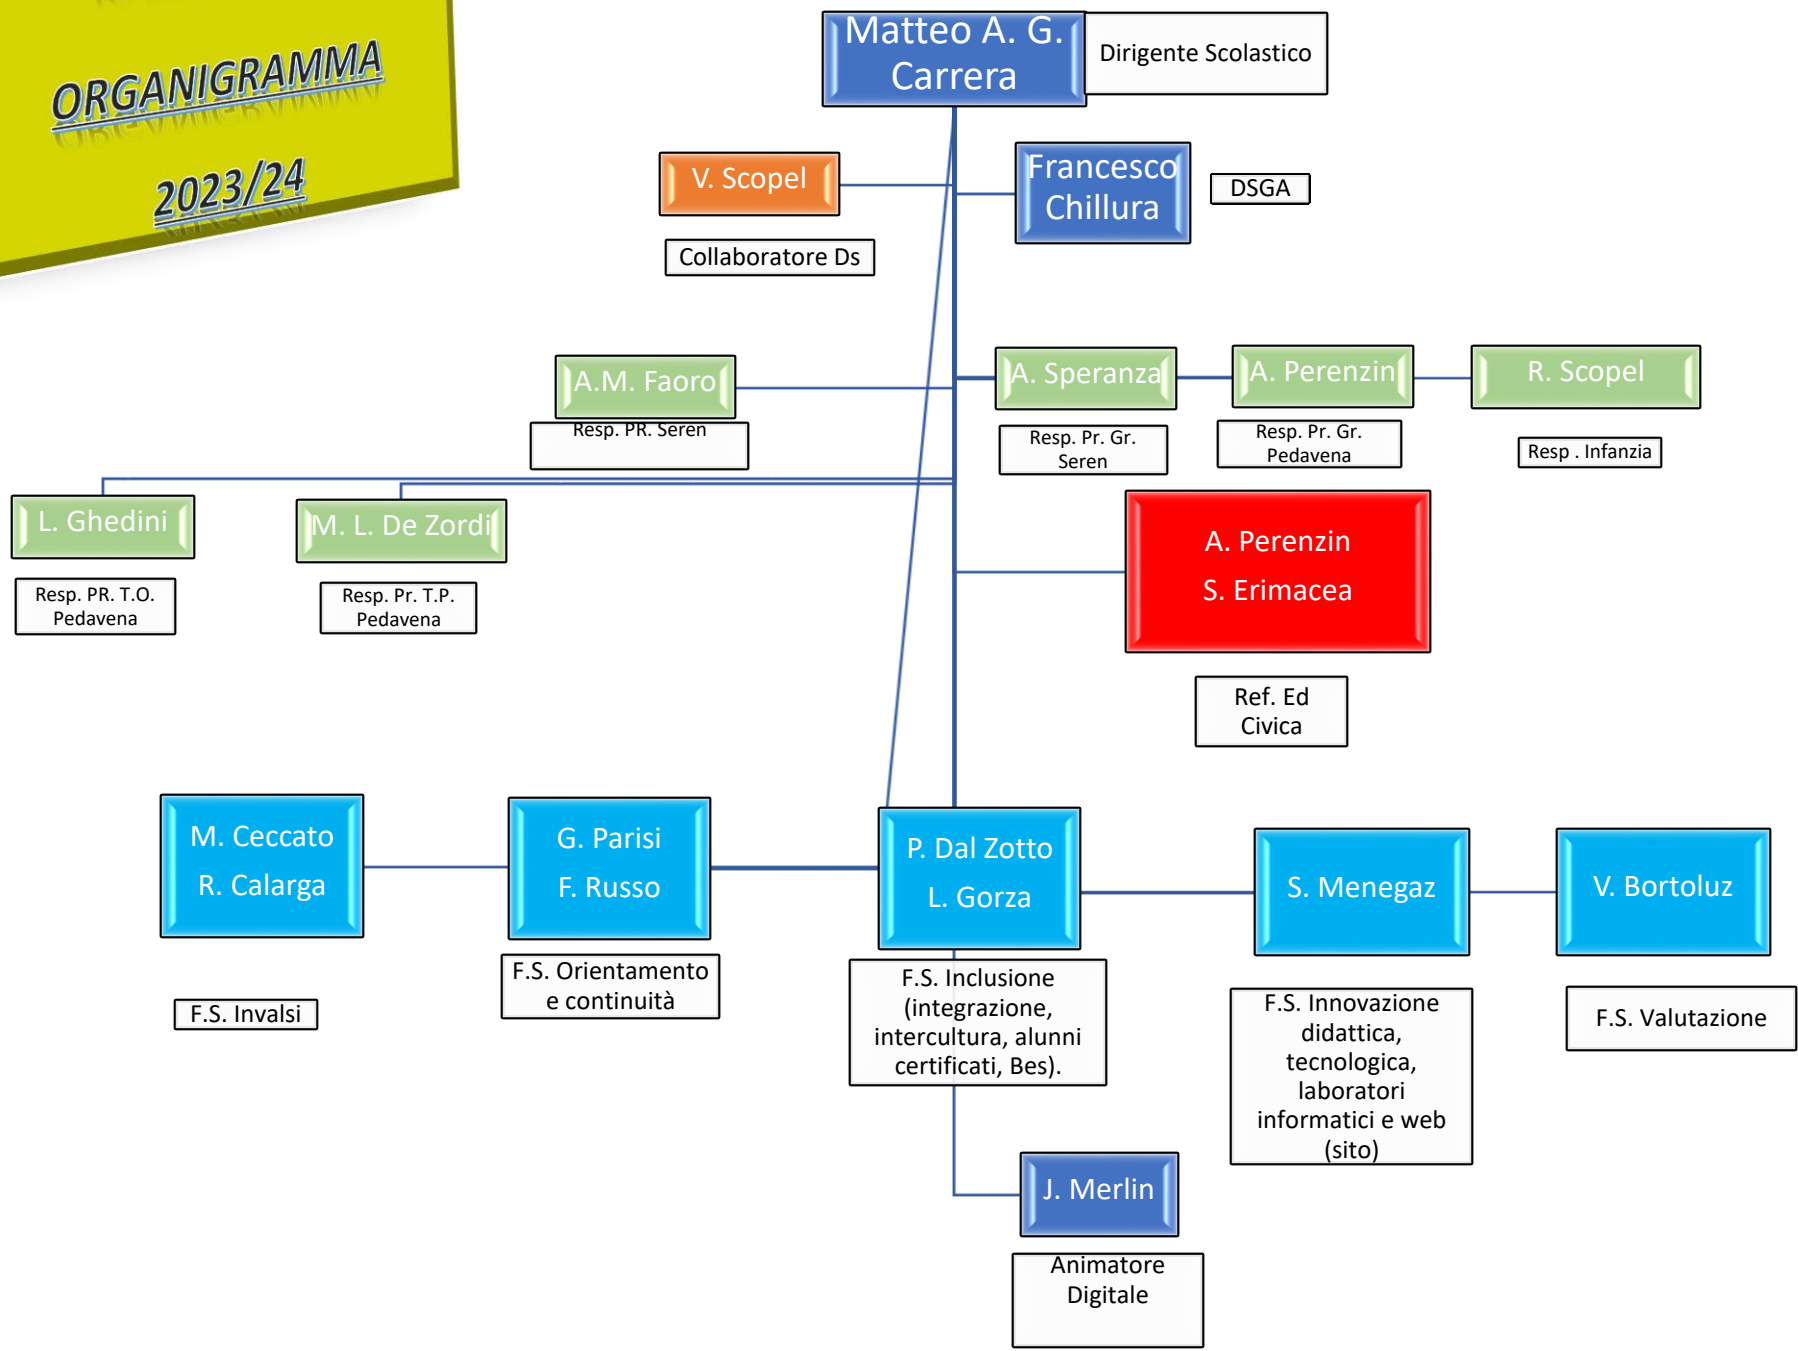 ORGANIGRAMMA
2023/24
Matteo A. G.
Carrera
Dirigente Scolastico
V. Scopel
Collaboratore Ds
Francesco
Chillura
DSGA
A.M. Faoro
Resp. PR. Seren
A. Speranza
Resp. Pr. Gr.
Seren
A. Perenzin
Resp. Pr. Gr.
Pedavena
R. Scopel
Resp . Infanzia
L. Ghedini
Resp. PR. T.O.
Pedavena
M. L. De Zordi
Resp. Pr. T.P.
Pedavena
A. Perenzin
S. Erimacea
Ref. Ed
Civica
M. Ceccato
R. Calarga
F.S. Invalsi
G. Parisi
F. Russo
F.S. Orientamento
e continuità
P. Dal Zotto
L. Gorza
F.S. Inclusione
(integrazione,
intercultura, alunni
certificati, Bes).
S. Menegaz
F.S. Innovazione
didattica,
tecnologica,
laboratori
informatici e web
(sito)
V. Bortoluz
F.S. Valutazione
J. Merlin
Animatore
Digitale